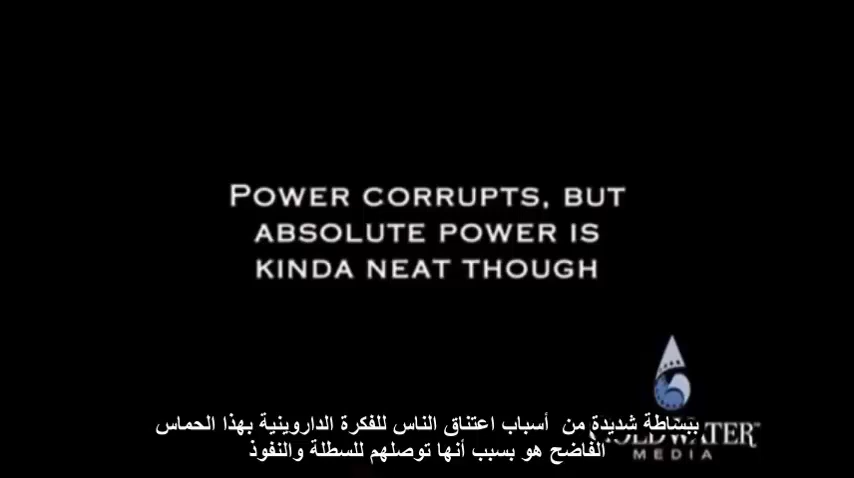 POWER CORRUPTS, BUT
ABSOLUTE POWER IS
KINDA NEAT THOUGH
ببساطة شديدة من أسباب اعتناق الناس للفكرة الداروينية بهذا الحماس
الفاضح هو بسبب أنها توصلهم للسطلة والنفوذ
GOLDWATER™
MEDIA